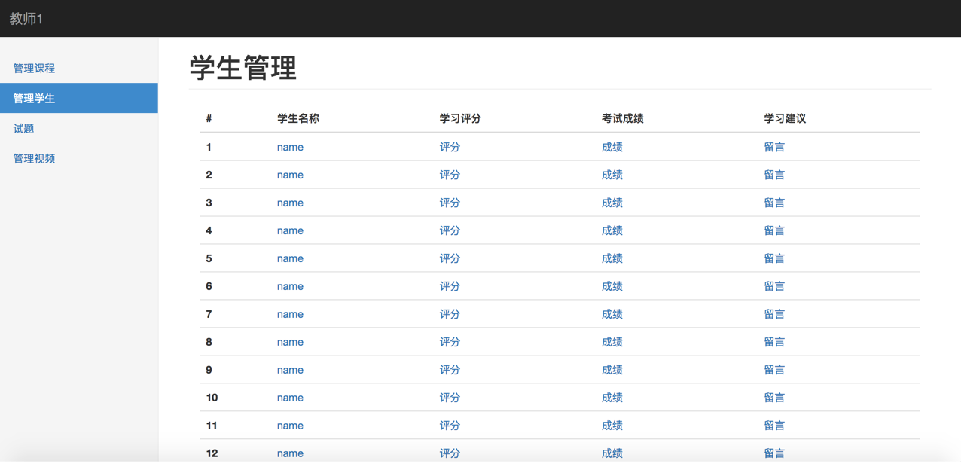 教师1
管理课程
管理学生
试题
管理视频
学生管理
# 学生名称 学习评分 考试成绩 学习建议
1 name 评分 成绩 留言
2 name 评分 成绩 留言
3 name 评分 成绩 留言
4 name 评分 成绩 留言
5 name 评分 成绩 留言
6 name 评分 成绩 留言
7 name 评分 成绩 留言
8 name 评分 成绩 留言
9 name 评分 成绩 留言
10 name 评分 成绩 留言
11 name 评分 成绩 留言
12 name 评分 成绩 留言